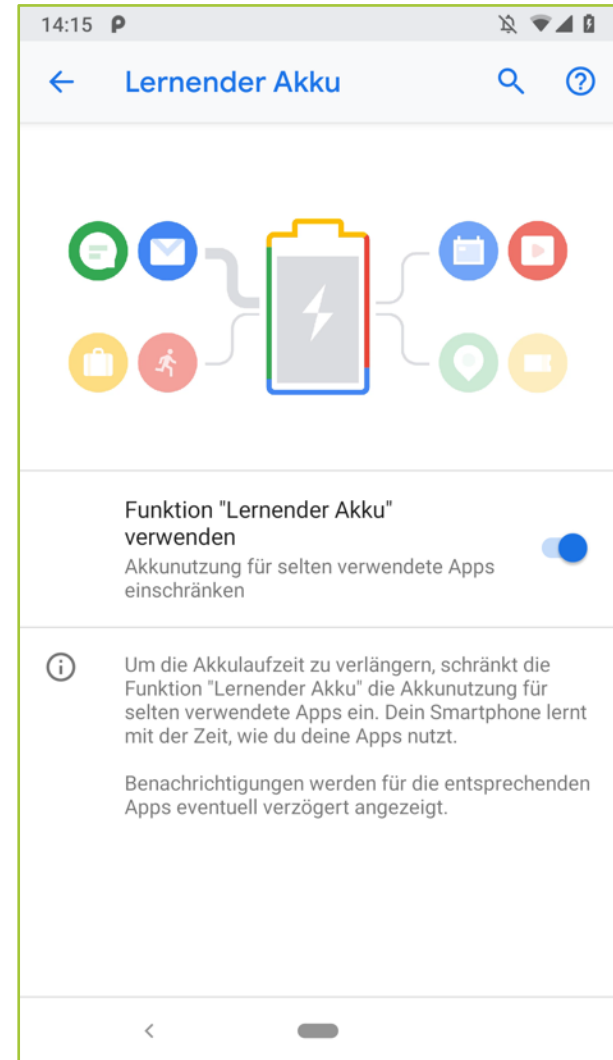 14:15
Lernender Akku
Funktion "Lernender Akku"
verwenden
Akkunutzung für selten verwendete Apps
einschränken
Um die Akkulaufzeit zu verlängern, schränkt die
Funktion "Lernender Akku" die Akkunutzung für
selten verwendete Apps ein. Dein Smartphone lernt
mit der Zeit, wie du deine Apps nutzt.
Benachrichtigungen werden für die entsprechenden
Apps eventuell verzögert angezeigt.